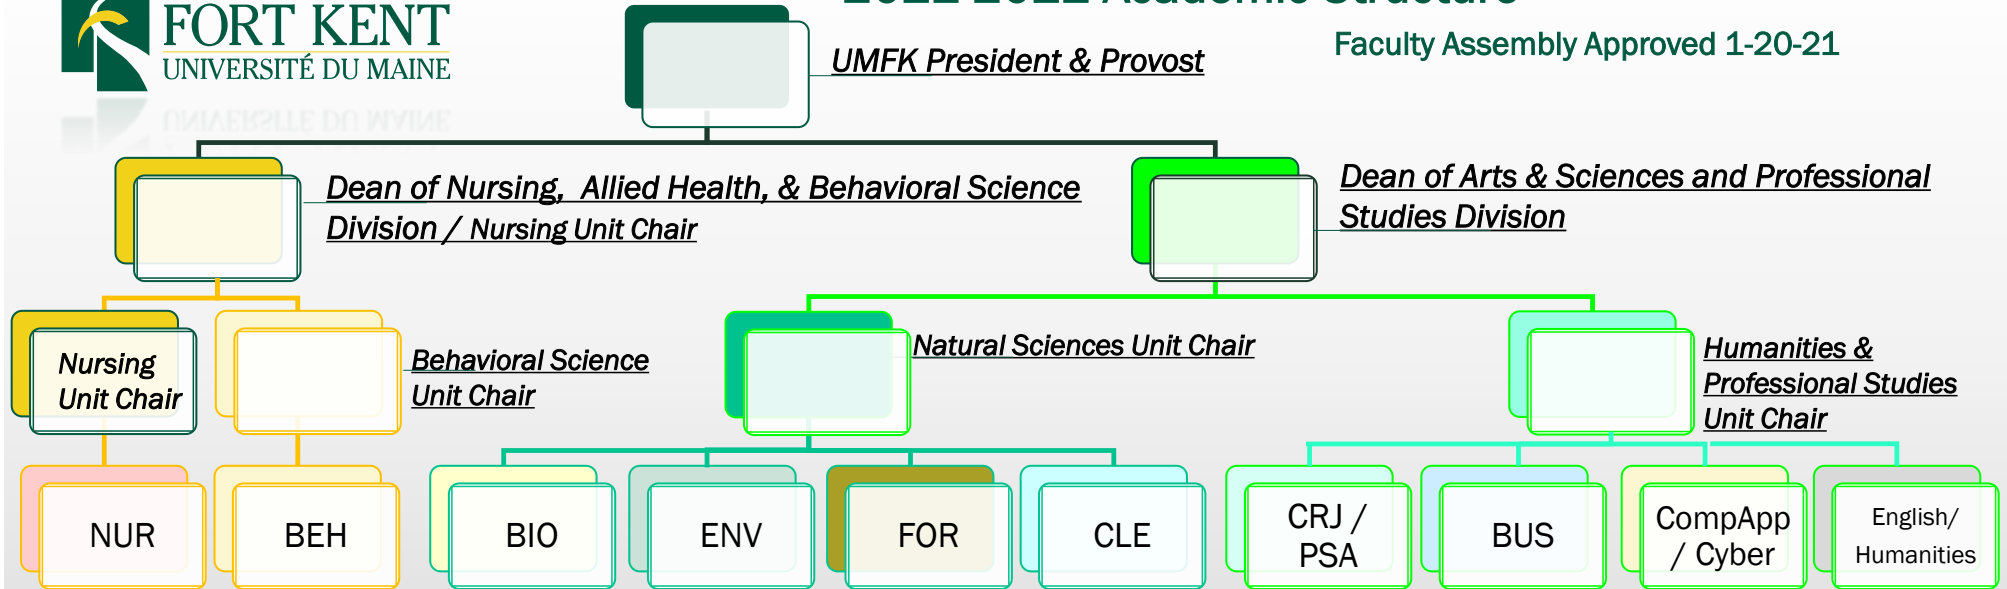 FORT KENT
UNIVERSITÉ DU MAINE
Academic Structure
Faculty Assembly Approved 1-20-21
UMFK President & Provost
Dean of Nursing, Allied Health, & Behavioral Science
Division / Nursing Unit Chair
Dean of Arts & Sciences and Professional
Studies Division
Nursing
Unit Chair
Behavioral Science
Unit Chair
Natural Sciences Unit Chair
Humanities &
Professional Studies
Unit Chair
NUR
BEH
BIO
ENV
FOR
CLE
CRJ /
PSA
BUS
CompApp
/ Cyber
English/
Humanities